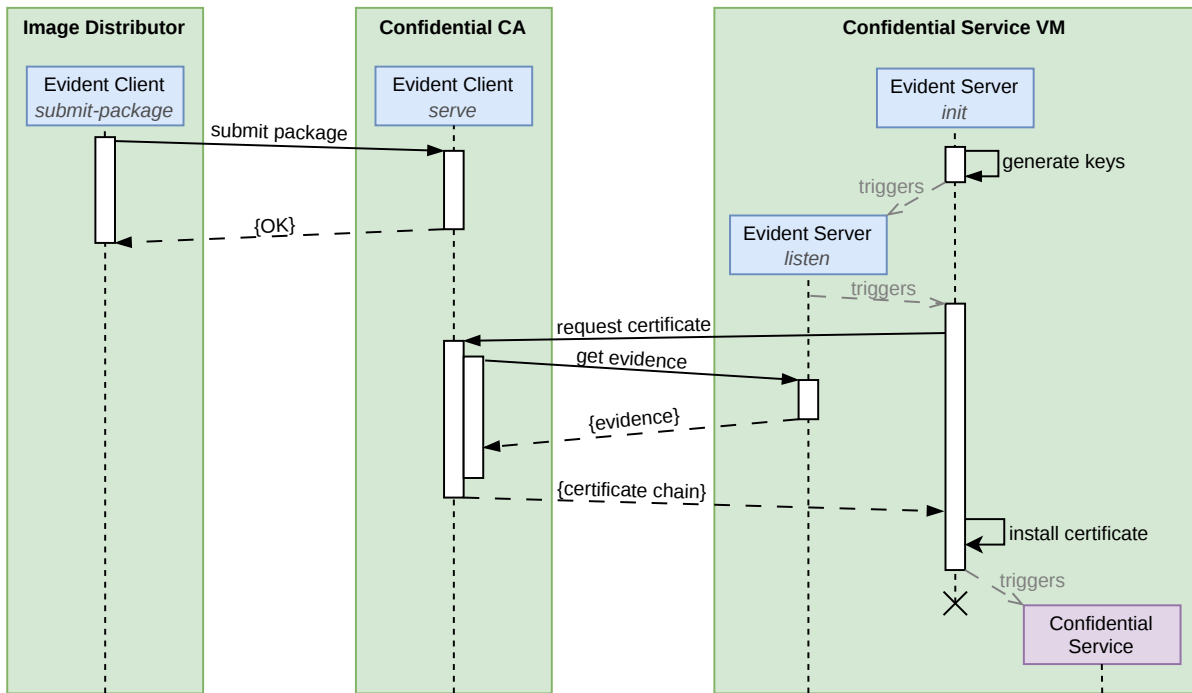 Image Distributor
Confidential CA
Confidential Service VM
Evident Client
submit-package
Evident Client
serve
Evident Server
init
submit package
generate keys
triggers
{OK}
Evident Server
listen
triggers
request certificate
get evidence
{evidence}
{certificate chain}
install certificate
triggers
Confidential
Service